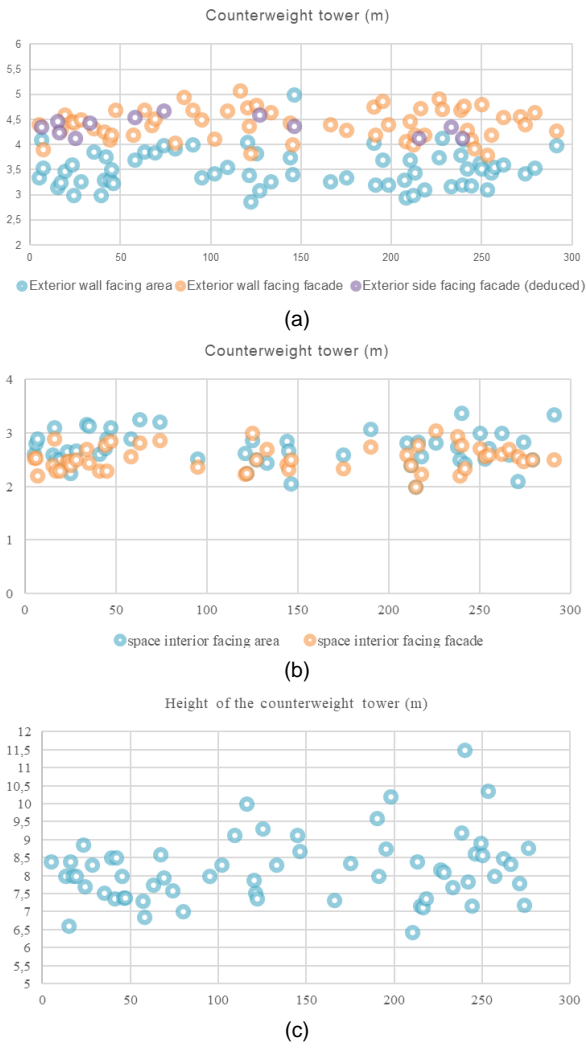 Counterweight tower (m)
6
5,5
5
4,5
4
3,5
3
2,5
2
0 50 100 150 200 250 300
Exterior wall facing area Exterior wall facing facade Exterior side facing facade (deduced)
(a)
Counterweight tower (m)
4
3
2
1
0
0 50 100 150 200 250 300
space interior facing area space interior facing facade
(b)
Height of the counterweight tower (m)
12
11,5
11
10,5
10
9,5
9
8,5
8
7,5
7
6,5
6
5,5
5
0 50 100 150 200 250 300
(c)